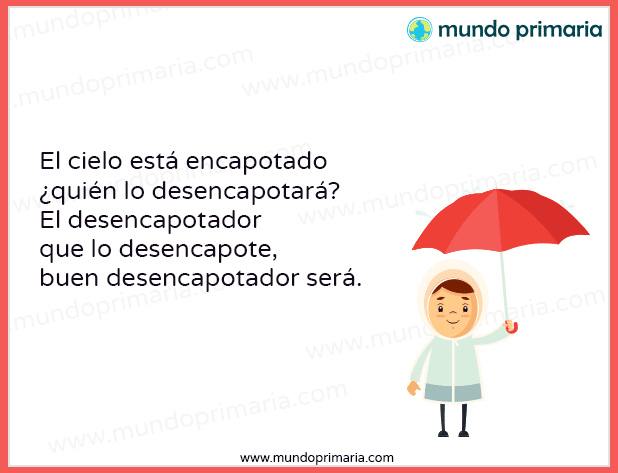 mundo primaria
El cielo está encapotado
¿quién lo desencapotará?
El desencapotador
que lo desencapote,
buen desencapotador será.
www.mundoprimaria.com